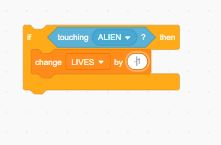 if touching ALIEN ? then
change LIVES by